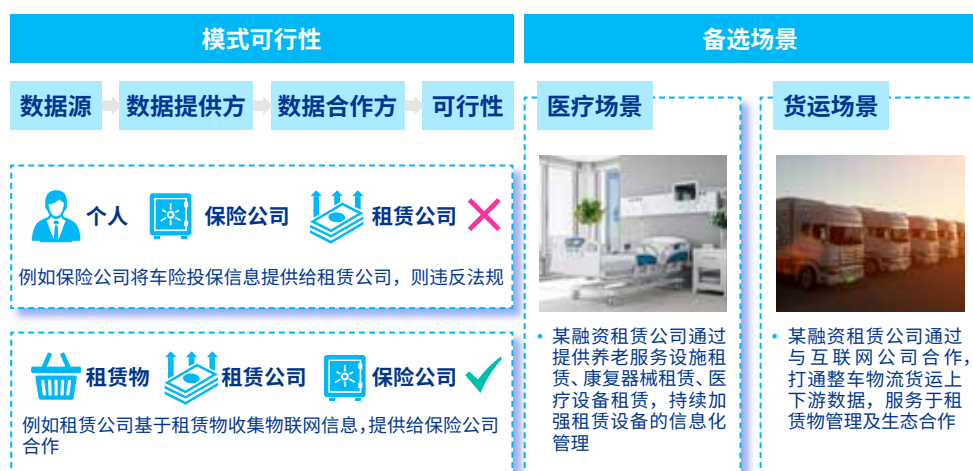 模式可行性
数据源
数据提供方
数据合作方
可行性
个人
保险公司
租赁公司
例如保险公司将车险投保信息提供给租赁公司，则违反法规
租赁物
租赁公司
保险公司
例如租赁公司基于租赁物收集物联网信息，提供给保险公司
合作
备选场景
医疗场景
• 某融资租赁公司通过
提供养老服务设施租
赁、康复器械租赁、医
疗设备租赁，持续加
强租赁设备的信息化
管理
货运场景
• 某融资租赁公司通过
与互联网公司合作，
打通整车物流货运上
下游数据，服务于租
赁物管理及生态合作